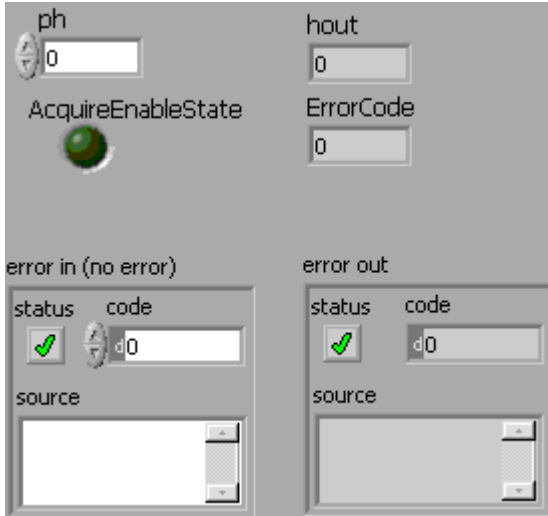 ph
0
hout
0
AcquireEnableState
ErrorCode
0
error in (no error)
status code
d0
source
error out
status code
d0
source